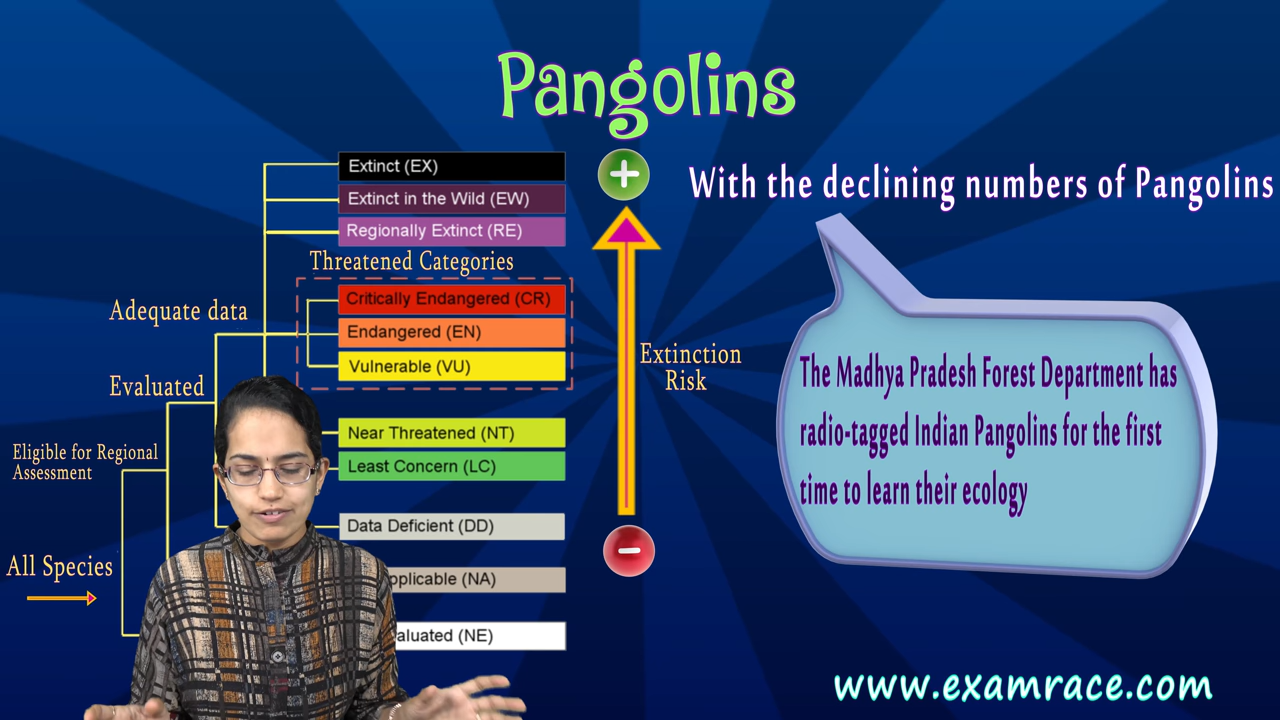 Pangolins
Extinct (EX)
Extinct in the Wild (EW)
Regionally Extinct (RE)
Threatened Categories
Critically Endangered (CR)
Endangered (EN)
Vulnerable (VU)
Near Threatened (NT)
Least Concern (LC)
Data Deficient (DD)
(NA)
(NE)
Adequate data
Evaluated
Eligible for Regional
Assessment
All Species
Extinction
Risk
With the declining numbers of Pangolins
The Madhya Pradesh Forest Department has
radio-tagged Indian Pangolins for the first
time to learn their ecology
www.examrace.com